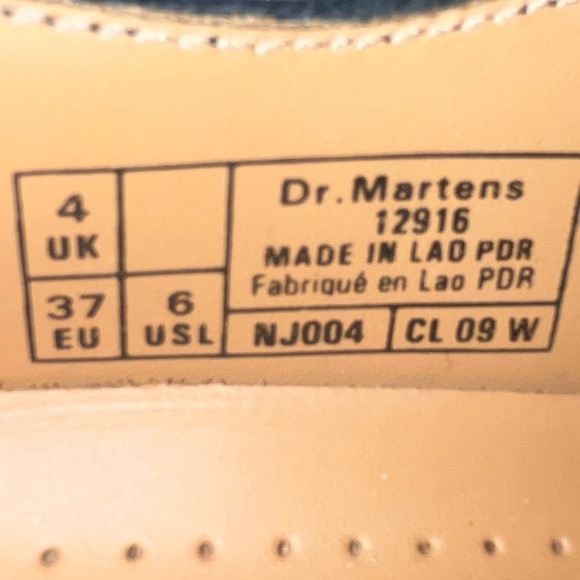 4
UK
37
EU
6
USL
Dr.Martens
12916
MADE IN LAO PDR
Fabriqué en Lao PDR
NJ004
CL 09 W